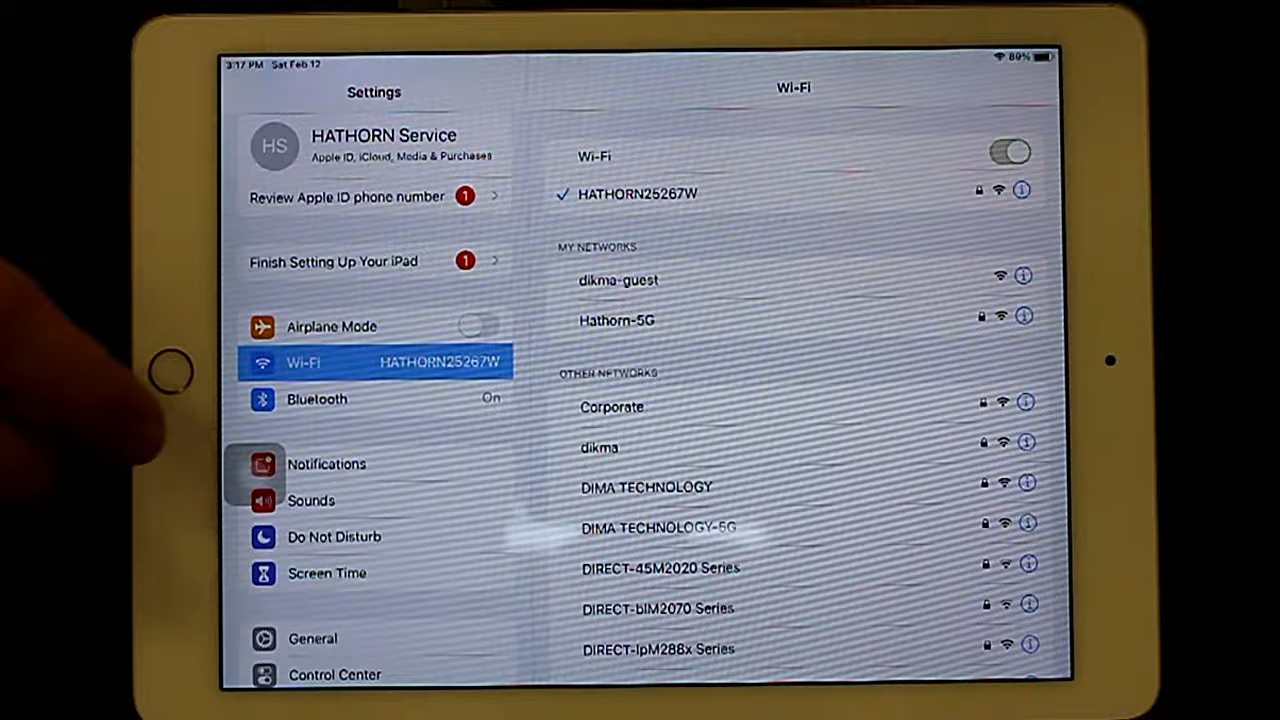 3:17 PM Sat Feb 12
89%
Settings
HS
HATHORN Service
Apple ID, iCloud, Media & Purchases
Review Apple ID phone number 1
Finish Setting Up Your iPad 1
Airplane Mode
Wi-Fi HATHORN25267W
Bluetooth On
Notifications
Sounds
Do Not Disturb
Screen Time
General
Control Center
Wi-Fi
Wi-Fi
HATHORN25267W
MY NETWORKS
dikma-guest
Hathorn-5G
OTHER NETWORKS
Corporate
dikma
DIMA TECHNOLOGY
DIMA TECHNOLOGY-5G
DIRECT-45M2020 Series
DIRECT-blM2070 Series
DIRECT-lpM288x Series